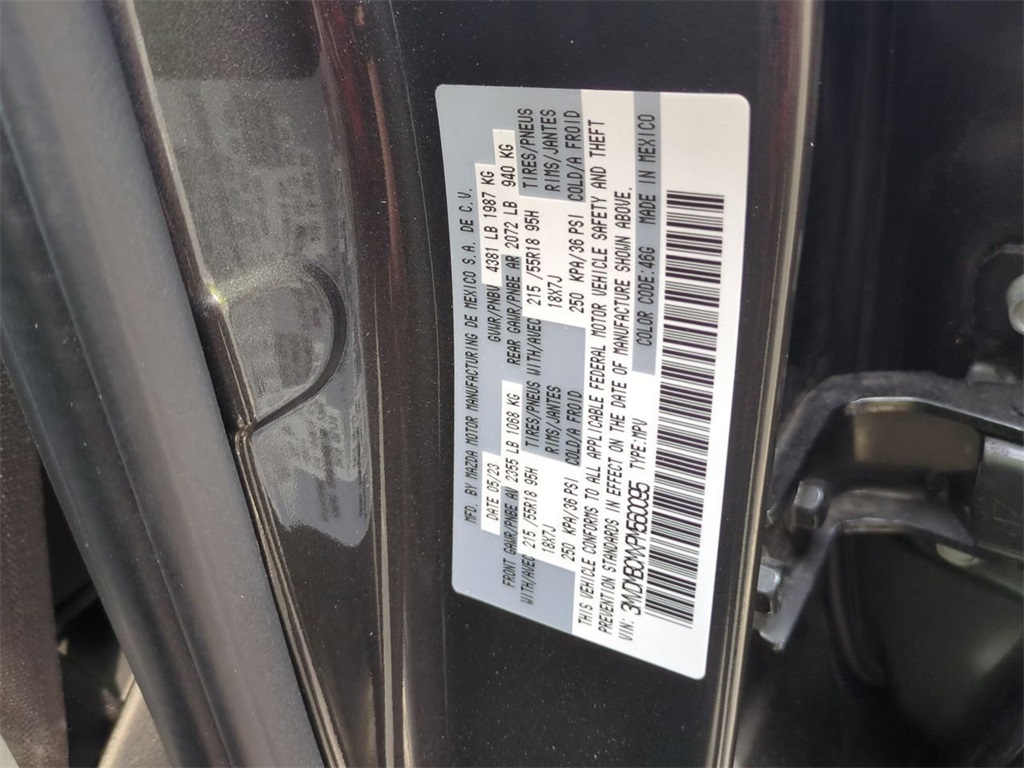 MFD. BY MAZDA MOTOR MANUFACTURING DE MEXICO S.A. DE C.V.
DATE 05/23 GVWR/PNBV 4381 LB 1987 KG
FRONT GAWR/PNBE AV 2355 LB 1068 KG REAR GAWR/PNBE AR 2072 LB 940 KG
WITH/AVEC 215 /55R18 95H TIRES/PNEUS WITH/AVEC 215 /55R18 95H TIRES/PNEUS
18X7J RIMS/JANTES 18X7J RIMS/JANTES
250 KPA/36 PSI COLD/A FROID 250 KPA/36 PSI COLD/A FROID
THIS VEHICLE CONFORMS TO ALL APPLICABLE FEDERAL MOTOR VEHICLE SAFETY AND THEFT
PREVENTION STANDARDS IN EFFECT ON THE DATE OF MANUFACTURE SHOWN ABOVE.
VIN: 3MVDMBCMXPM560095 TYPE:MPV COLOR CODE:46G MADE IN MEXICO